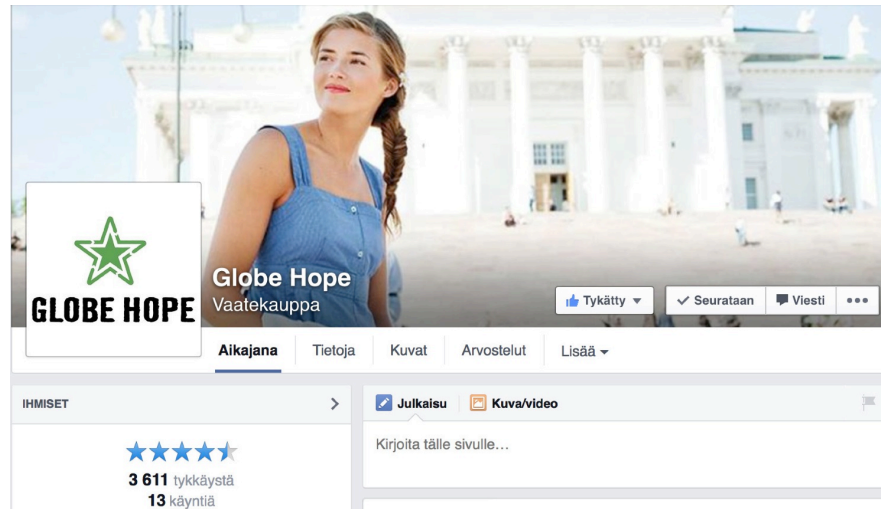 GLOBE HOPE
Globe Hope
Vaatekauppa
Tykätty
Seurataan
Viesti
Aikajana
Tietoja
Kuvat
Arvostelut
Lisää
IHMISET
3 611 tykkäystä
13 käyntiä
Julkaisu
Kuva/video
Kirjoita tälle sivulle…